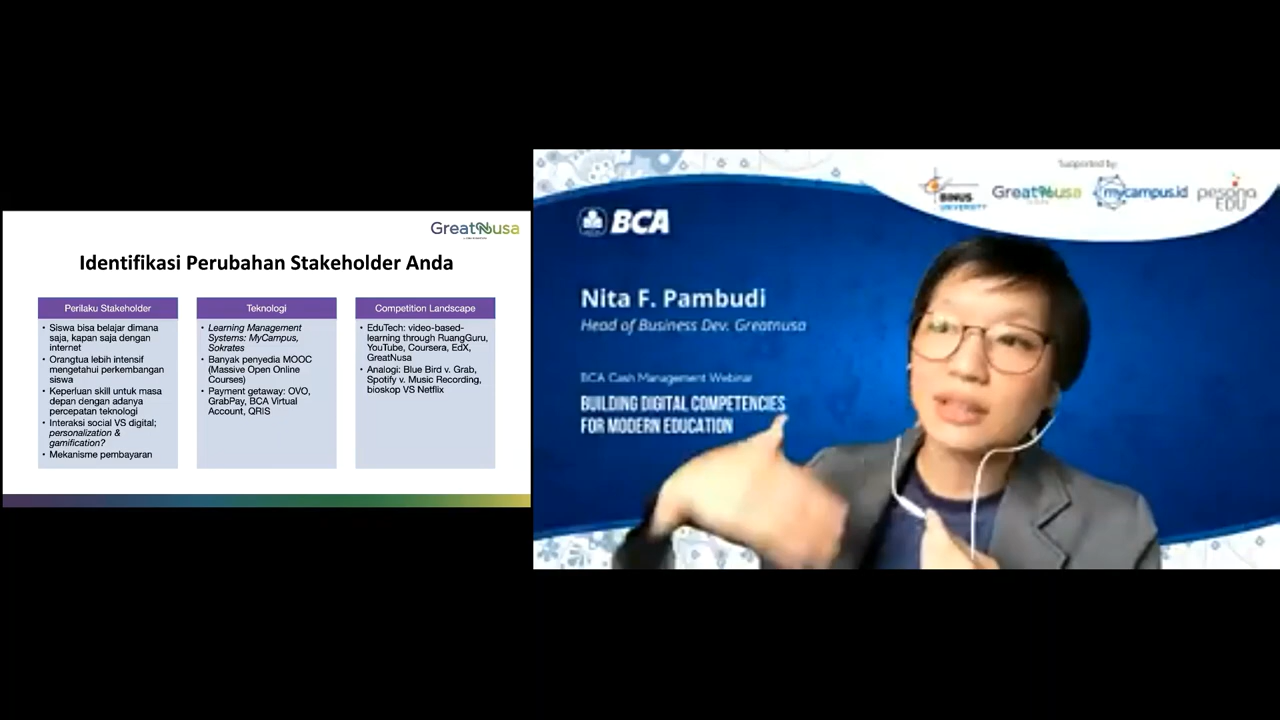 GreatNusa
Identifikasi Perubahan Stakeholder Anda
Perilaku Stakeholder
• Siswa bisa belajar dimana
saja, kapan saja dengan
internet
• Orangtua lebih intensif
mengetahui perkembangan
siswa
• Keperluan skill untuk masa
depan dengan adanya
percepatan teknologi
• Interaksi social VS digital;
personalization &
gamification?
• Mekanisme pembayaran
Teknologi
• Learning Management
Systems: MyCampus,
Sokrates
• Banyak penyedia MOOC
(Massive Open Online
Courses)
• Payment getaway: OVO,
GrabPay, BCA Virtual
Account, QRIS
Competition Landscape
• EduTech: video-based-
learning through RuangGuru,
YouTube, Coursera, EdX,
GreatNusa
• Analogi: Blue Bird v. Grab,
Spotify v. Music Recording,
bioskop VS Netflix
Supported by:
BINUS
UNIVERSITY
GreatNusa
mycampus.id
pesona
EDU
BCA
Nita F. Pambudi
Head of Business Dev. Greatnusa
BCA Cash Management Webinar
BUILDING DIGITAL COMPETENCIES
FOR MODERN EDUCATION